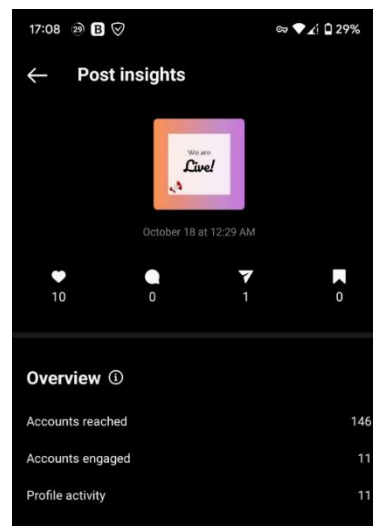 17:08 29 B 29%
Post insights
We are
Live!
October 18 at 12:29 AM
10 0 1 0
Overview
Accounts reached 146
Accounts engaged 11
Profile activity 11